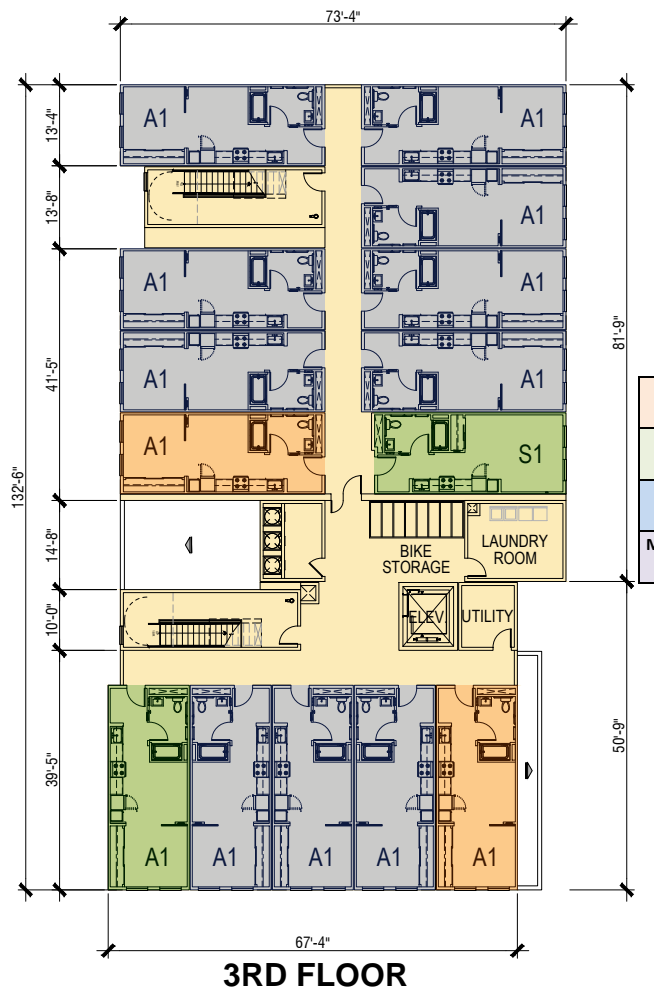 73'-4"
13'-4"
13'-8"
41'-5"
132'-6"
14'-8"
10'-0"
39'-5"
81'-9"
50'-9"
A1
A1
A1
A1
A1
A1
A1
A1
S1
BIKE
STORAGE
LAUNDRY
ROOM
ELEV.
UTILITY
A1
A1
A1
A1
A1
67'-4"
3RD FLOOR